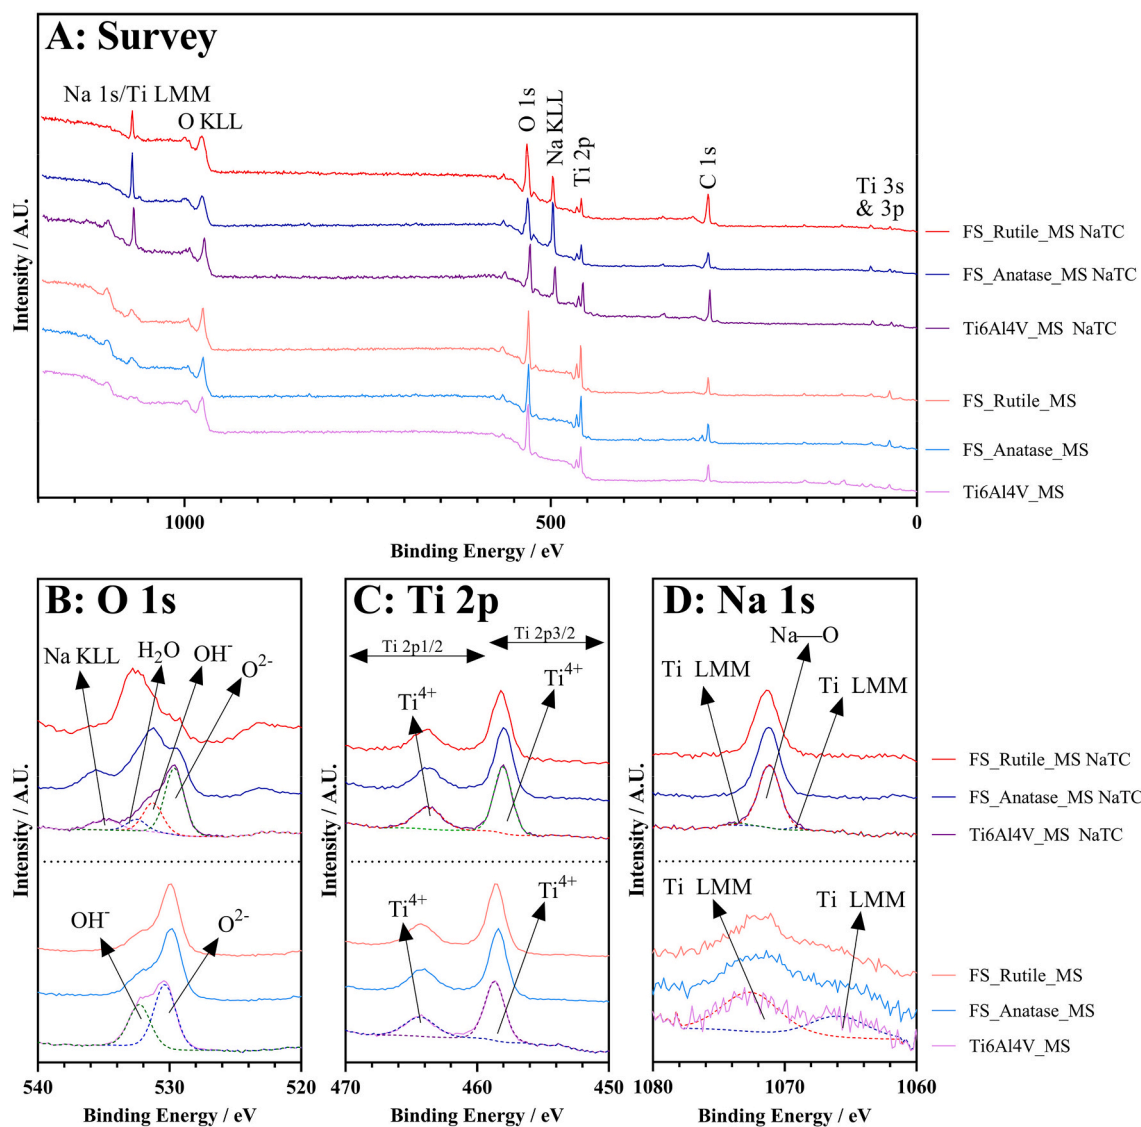 A: Survey
Na 1s/Ti LMM
O KLL
O 1s
Na KLL
Ti 2p
C 1s
Ti 3s
& 3p
Intensity / A.U.
FS_Rutile_MS NaTC
FS_Anatase_MS NaTC
Ti6Al4V_MS NaTC
FS_Rutile_MS
FS_Anatase_MS
Ti6Al4V_MS
1000
500
0
Binding Energy / eV
B: O 1s
Na KLL
H2O
OH-
O2-
OH-
O2-
Intensity / A.U.
540
530
520
Binding Energy / eV
C: Ti 2p
Ti 2p1/2
Ti 2p3/2
Ti4+
Ti4+
Ti4+
Ti4+
Intensity / A.U.
470
460
450
Binding Energy / eV
D: Na 1s
Na—O
Ti LMM
Ti LMM
Ti LMM
Ti LMM
Intensity / A.U.
1080
1070
1060
Binding Energy / eV
FS_Rutile_MS NaTC
FS_Anatase_MS NaTC
Ti6Al4V_MS NaTC
FS_Rutile_MS
FS_Anatase_MS
Ti6Al4V_MS